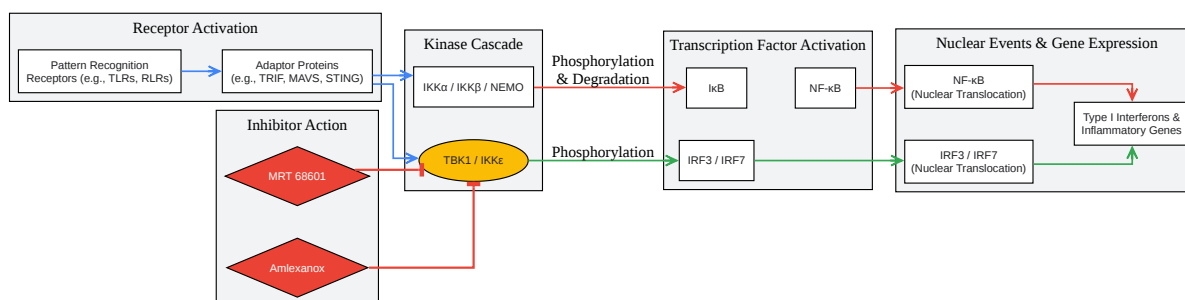 Receptor Activation
Pattern Recognition
Receptors (e.g., TLRs, RLRs)
Adaptor Proteins
(e.g., TRIF, MAVS, STING)
Inhibitor Action
MRT 68601
Amlexanox
Kinase Cascade
IKKα / IKKβ / NEMO
TBK1 / IKKε
Phosphorylation
& Degradation
Phosphorylation
Transcription Factor Activation
IκB
NF-κB
IRF3 / IRF7
Nuclear Events & Gene Expression
NF-κB
(Nuclear Translocation)
IRF3 / IRF7
(Nuclear Translocation)
Type I Interferons &
Inflammatory Genes